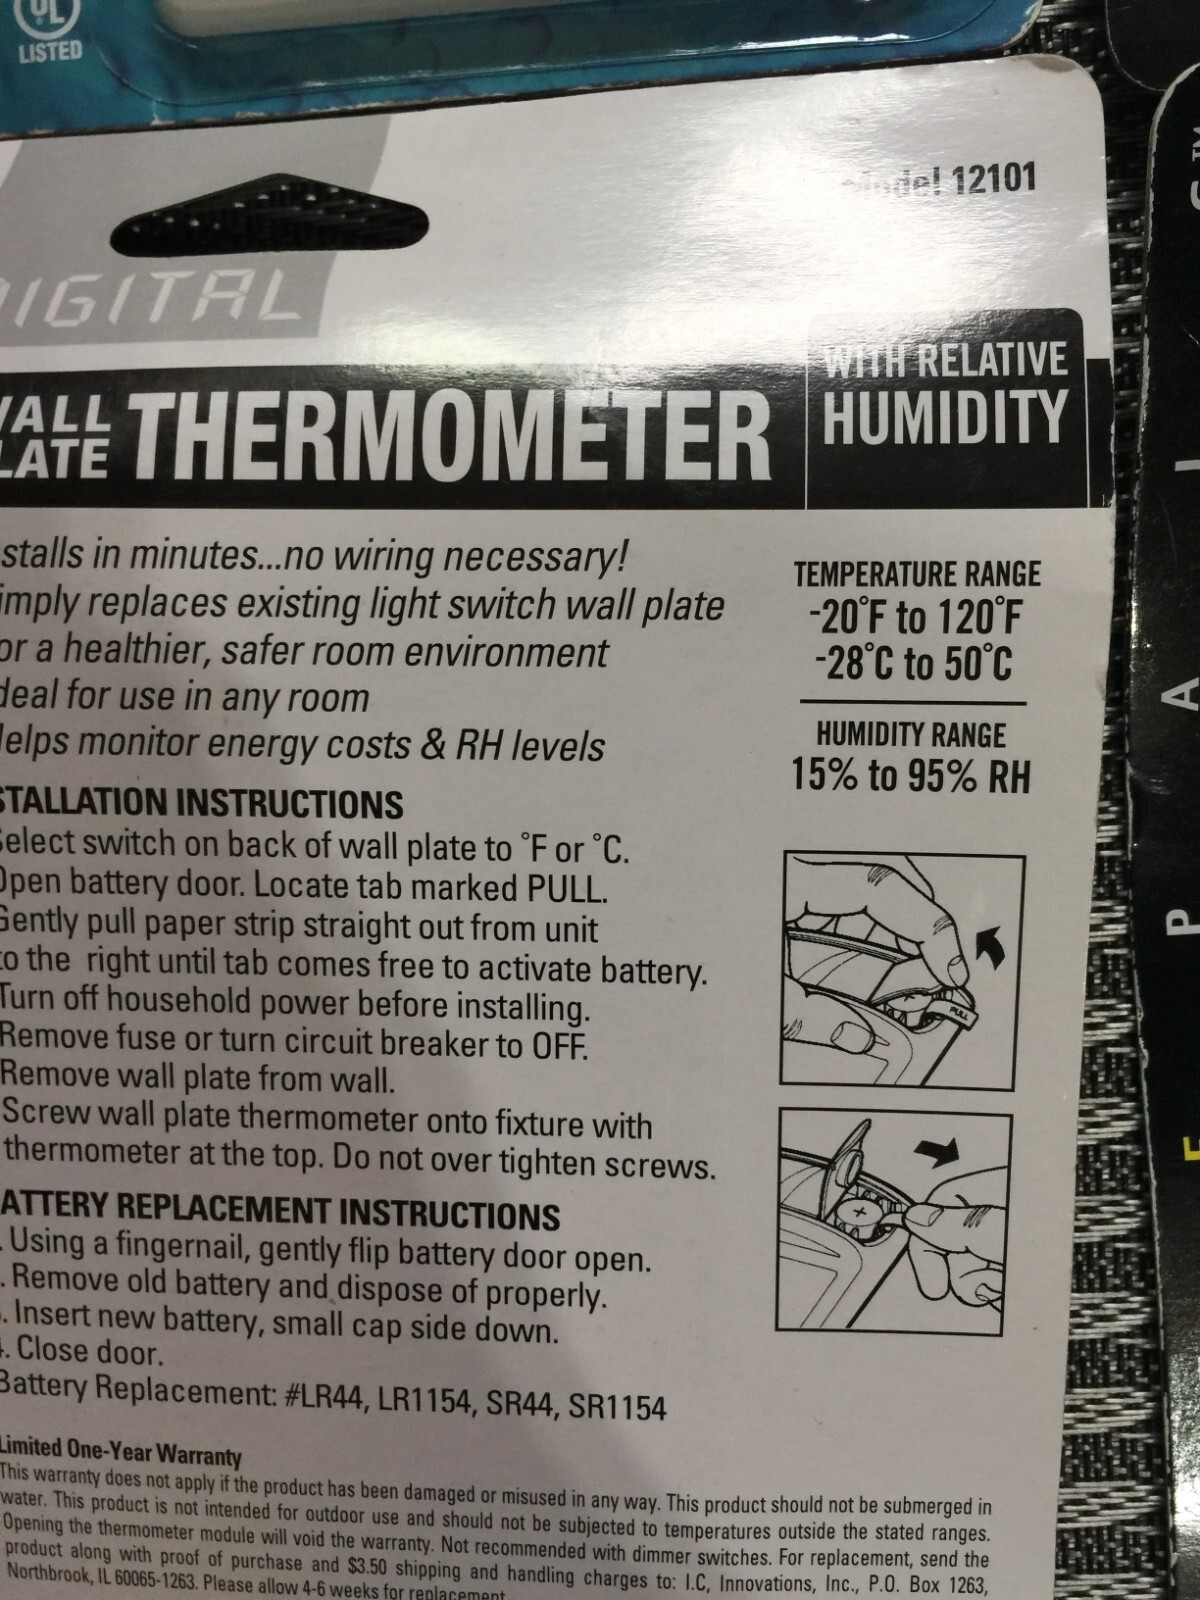 UL
LISTED
Model 12101
DIGITAL
WALL
PLATE THERMOMETER
WITH RELATIVE
HUMIDITY
stalls in minutes...no wiring necessary!
imply replaces existing light switch wall plate
or a healthier, safer room environment
deal for use in any room
elps monitor energy costs & RH levels
TEMPERATURE RANGE
-20°F to 120°F
-28°C to 50°C
HUMIDITY RANGE
15% to 95% RH
STALLATION INSTRUCTIONS
Select switch on back of wall plate to °F or °C.
Open battery door. Locate tab marked PULL.
Gently pull paper strip straight out from unit
to the right until tab comes free to activate battery.
Turn off household power before installing.
Remove fuse or turn circuit breaker to OFF.
Remove wall plate from wall.
Screw wall plate thermometer onto fixture with
thermometer at the top. Do not over tighten screws.
PULL
ATTERY REPLACEMENT INSTRUCTIONS
. Using a fingernail, gently flip battery door open.
. Remove old battery and dispose of properly.
. Insert new battery, small cap side down.
. Close door.
Battery Replacement: #LR44, LR1154, SR44, SR1154
Limited One-Year Warranty
This warranty does not apply if the product has been damaged or misused in any way. This product should not be submerged in
water. This product is not intended for outdoor use and should not be subjected to temperatures outside the stated ranges.
Opening the thermometer module will void the warranty. Not recommended with dimmer switches. For replacement, send the
product along with proof of purchase and $3.50 shipping and handling charges to: I.C, Innovations, Inc., P.O. Box 1263,
Northbrook, IL 60065-1263. Please allow 4-6 weeks for replacement